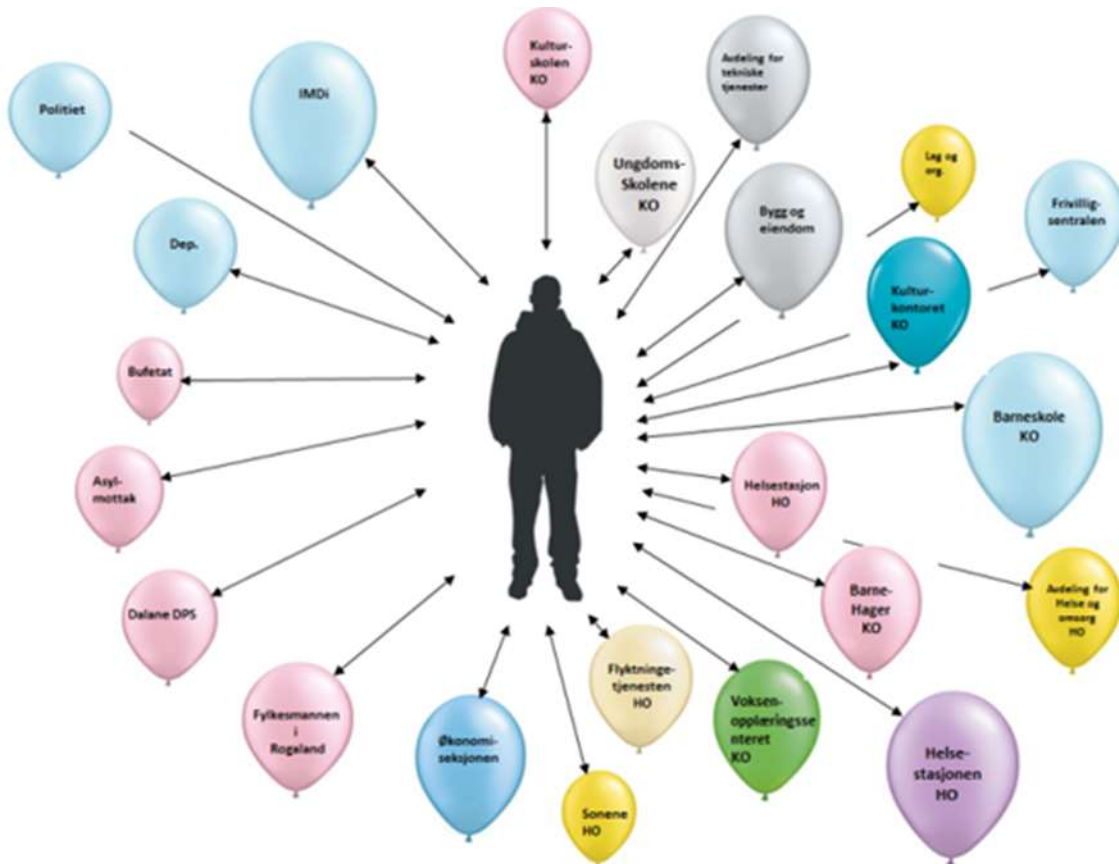 Kultur-
skolen
KO
Avdeling for
tekniske
tjenester
IMDi
Politiet
Ungdoms-
Skolene
KO
Lag og
org.
Frivillig-
sentralen
Bygg og
eiendom
Dep.
Kultur-
kontoret
KO
Bufetat
Barneskole
KO
Asyl-
mottak
Helsestasjon
HO
Barne-
Hager
KO
Avdeling for
Helse og
omsorg
HO
Dalane DPS
Flyktninge-
tjenesten
HO
Voksen-
opplæringsse
nteret
KO
Fylkesmannen
i
Rogaland
Økonomi-
seksjonen
Helse-
stasjonen
HO
Sonene
HO